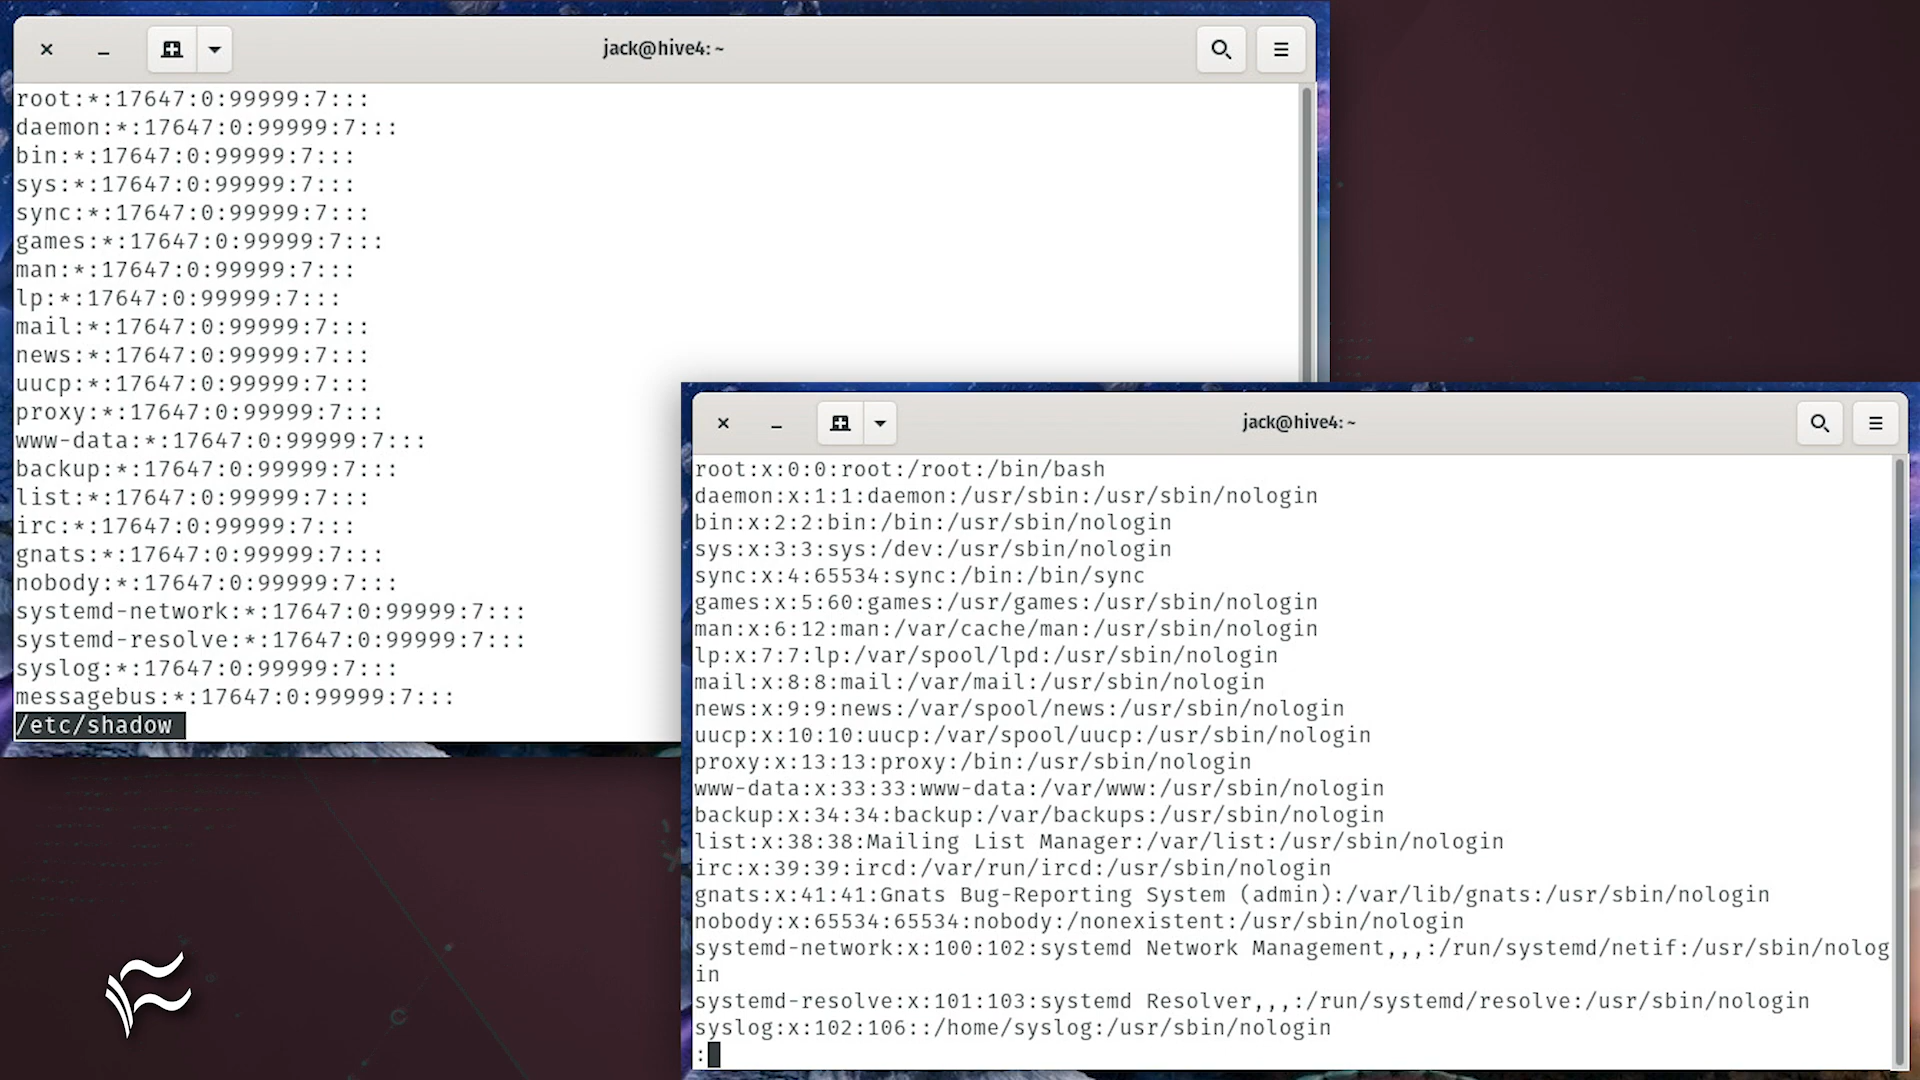 jack@hive4: ~
root:*:17647:0:99999:7:::
daemon:*:17647:0:99999:7:::
bin:*:17647:0:99999:7:::
sys:*:17647:0:99999:7:::
sync:*:17647:0:99999:7:::
games:*:17647:0:99999:7:::
man:*:17647:0:99999:7:::
lp:*:17647:0:99999:7:::
mail:*:17647:0:99999:7:::
news:*:17647:0:99999:7:::
uucp:*:17647:0:99999:7:::
proxy:*:17647:0:99999:7:::
www-data:*:17647:0:99999:7:::
backup:*:17647:0:99999:7:::
list:*:17647:0:99999:7:::
irc:*:17647:0:99999:7:::
gnats:*:17647:0:99999:7:::
nobody:*:17647:0:99999:7:::
systemd-network:*:17647:0:99999:7:::
systemd-resolve:*:17647:0:99999:7:::
syslog:*:17647:0:99999:7:::
messagebus:*:17647:0:99999:7:::
/etc/shadow
jack@hive4: ~
root:x:0:0:root:/root:/bin/bash
daemon:x:1:1:daemon:/usr/sbin:/usr/sbin/nologin
bin:x:2:2:bin:/bin:/usr/sbin/nologin
sys:x:3:3:sys:/dev:/usr/sbin/nologin
sync:x:4:65534:sync:/bin:/bin/sync
games:x:5:60:games:/usr/games:/usr/sbin/nologin
man:x:6:12:man:/var/cache/man:/usr/sbin/nologin
lp:x:7:7:lp:/var/spool/lpd:/usr/sbin/nologin
mail:x:8:8:mail:/var/mail:/usr/sbin/nologin
news:x:9:9:news:/var/spool/news:/usr/sbin/nologin
uucp:x:10:10:uucp:/var/spool/uucp:/usr/sbin/nologin
proxy:x:13:13:proxy:/bin:/usr/sbin/nologin
www-data:x:33:33:www-data:/var/www:/usr/sbin/nologin
backup:x:34:34:backup:/var/backups:/usr/sbin/nologin
list:x:38:38:Mailing List Manager:/var/list:/usr/sbin/nologin
irc:x:39:39:ircd:/var/run/ircd:/usr/sbin/nologin
gnats:x:41:41:Gnats Bug-Reporting System (admin):/var/lib/gnats:/usr/sbin/nologin
nobody:x:65534:65534:nobody:/nonexistent:/usr/sbin/nologin
systemd-network:x:100:102:systemd Network Management,,,:/run/systemd/netif:/usr/sbin/nolog
in
systemd-resolve:x:101:103:systemd Resolver,,,:/run/systemd/resolve:/usr/sbin/nologin
syslog:x:102:106::/home/syslog:/usr/sbin/nologin
: